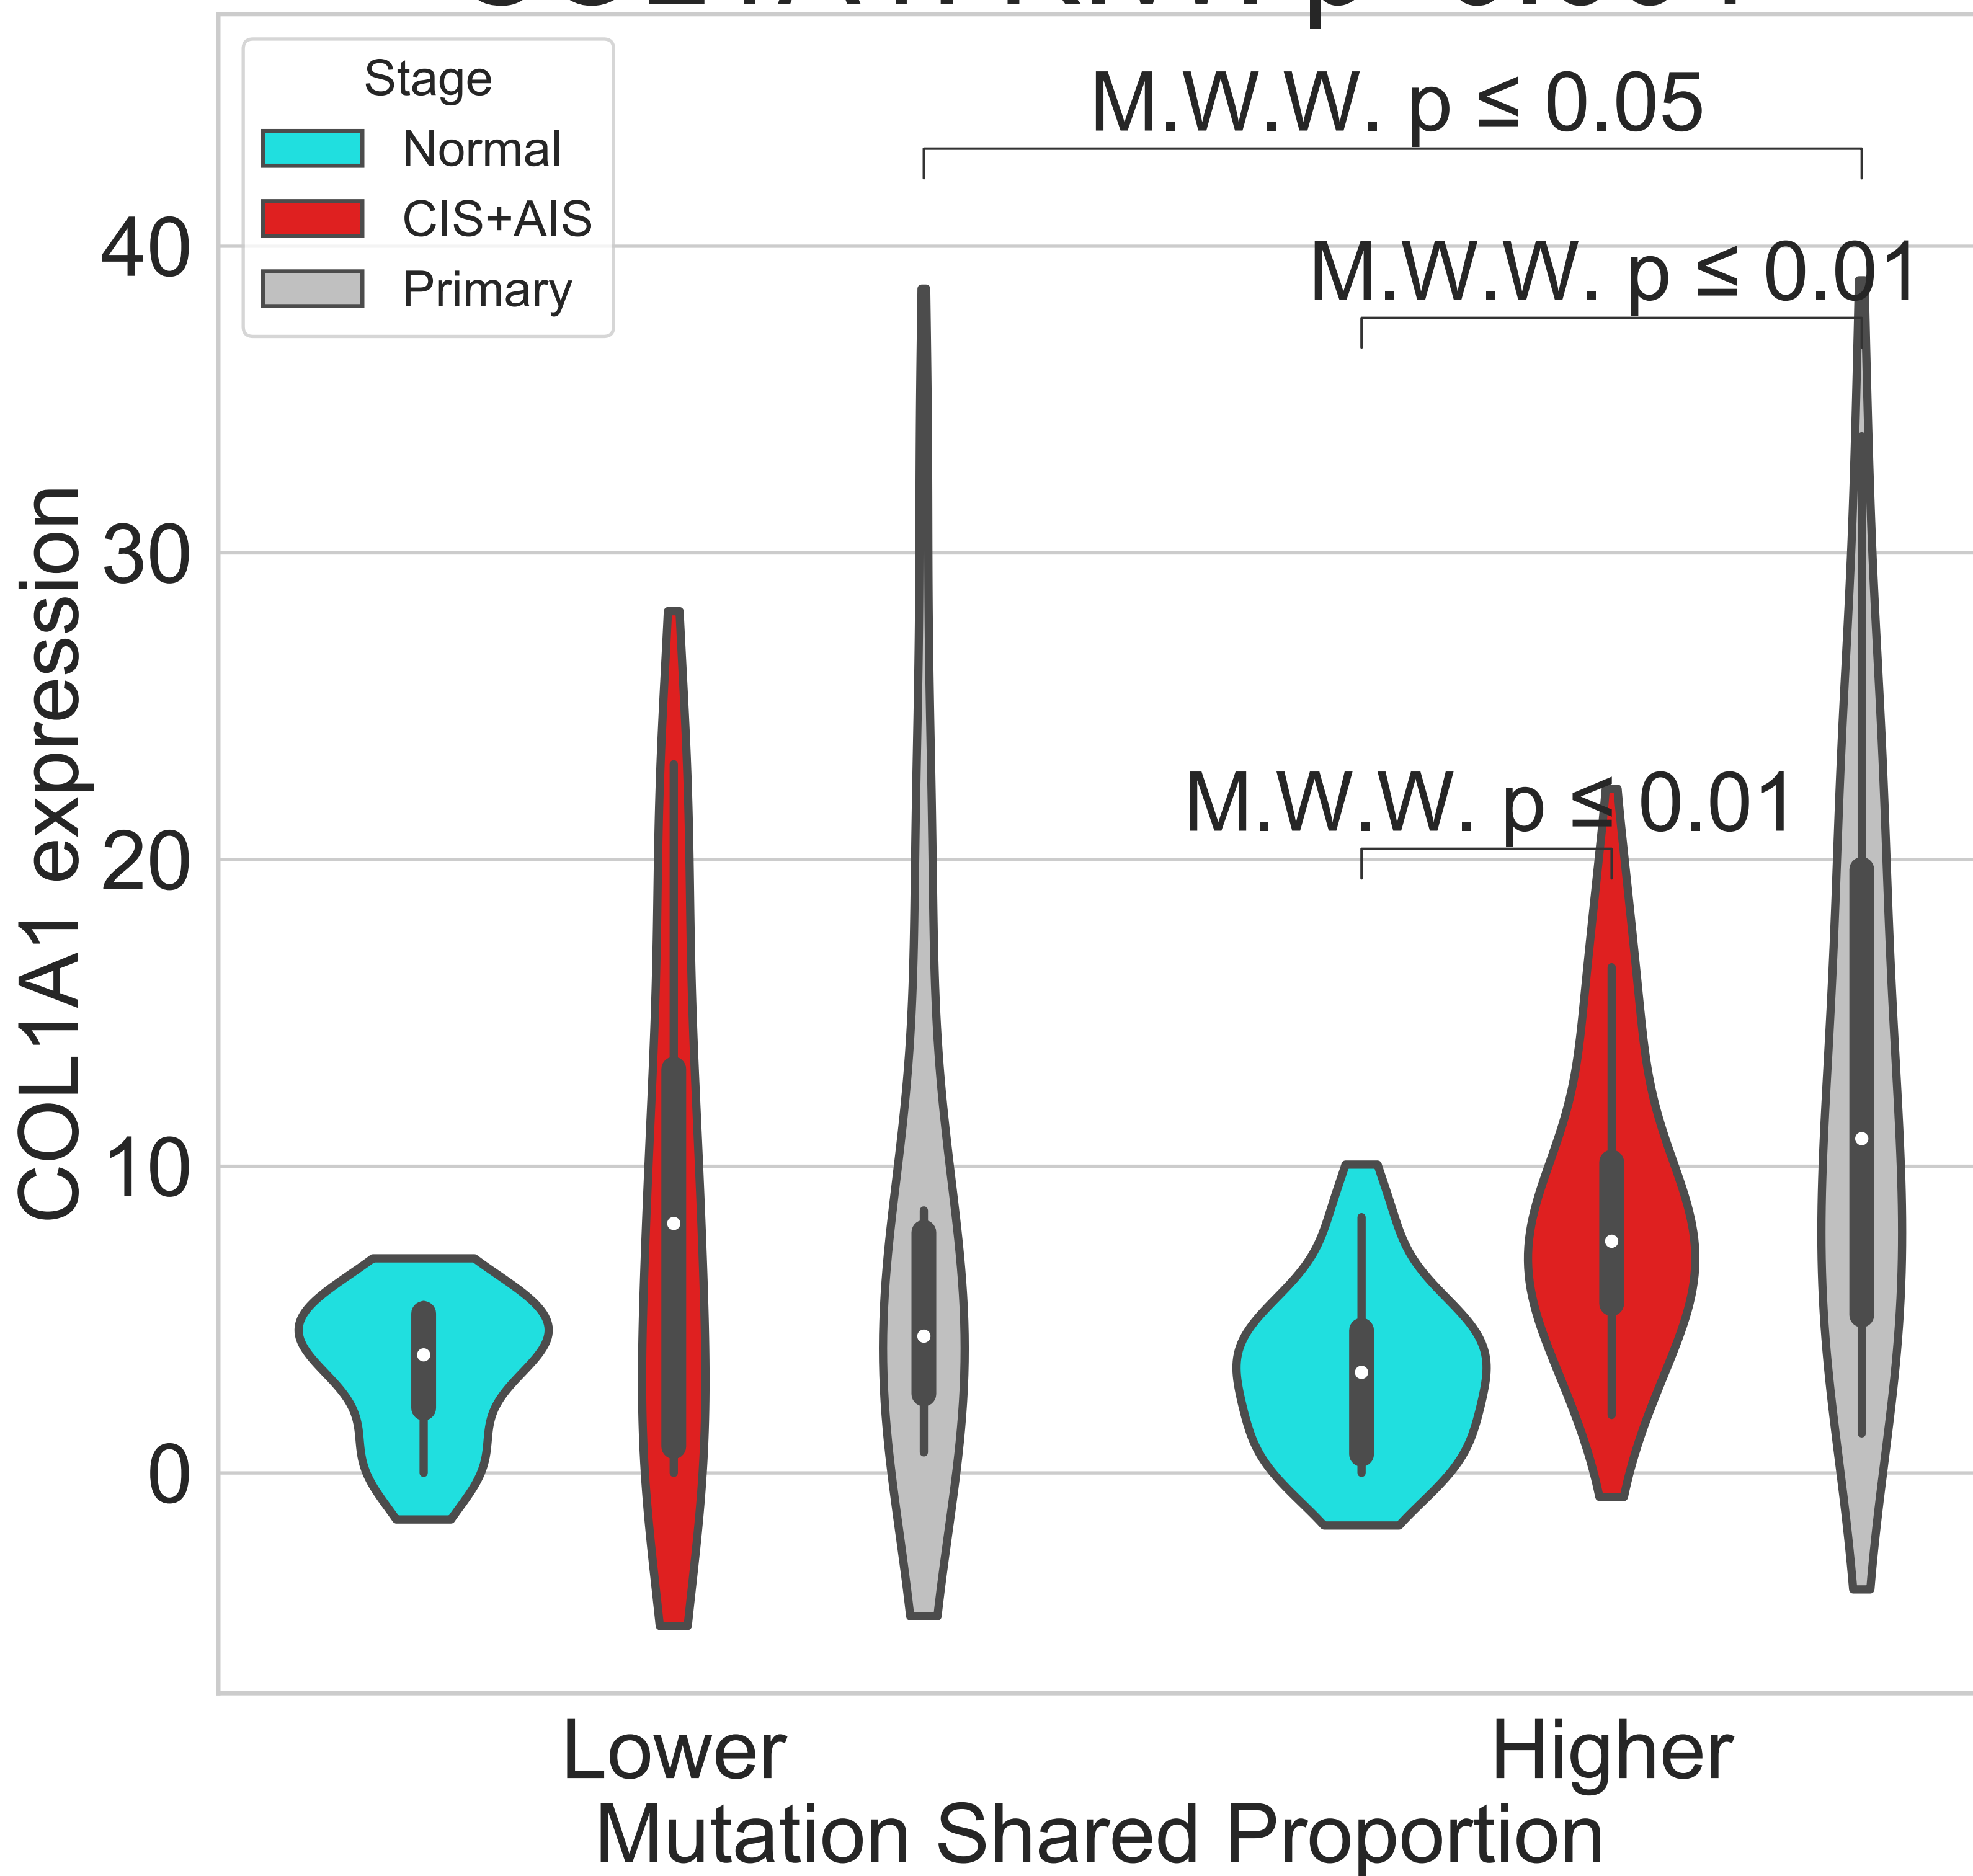 Stage
Normal
CIS+AIS
Primary
M.W.W. p ≤ 0.05
M.W.W. p ≤ 0.01
M.W.W. p ≤ 0.01
40
30
20
10
0
COL1A1 expression
Lower
Higher
Mutation Shared Proportion